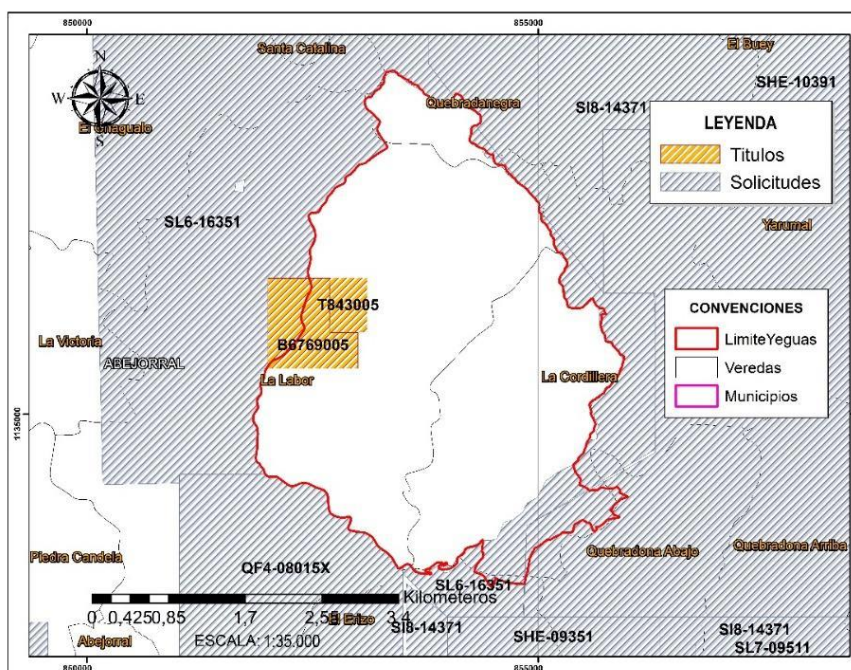 850000
855000
Santa Catalina
El Buey
N
W E
S
SHE-10391
Quebradanegra
SI8-14371
El Chagualo
LEYENDA
Titulos
Solicitudes
SL6-16351
Yarumal
T843005
CONVENCIONES
LimiteYeguas
Veredas
Municipios
B6769005
La Victoria
ABEJORRAL
La Labor
La Cordillera
1135000
Piedra Candela
Quebradona Abajo
Quebradona Arriba
QF4-08015X
SL6-16351
Kilometeros
0 0,425 0,85 1,7 2,55 3,4
El Erizo
Abejorral
ESCALA: 1:35.000
SI8-14371
SHE-09351
SI8-14371
SL7-09511
850000
855000